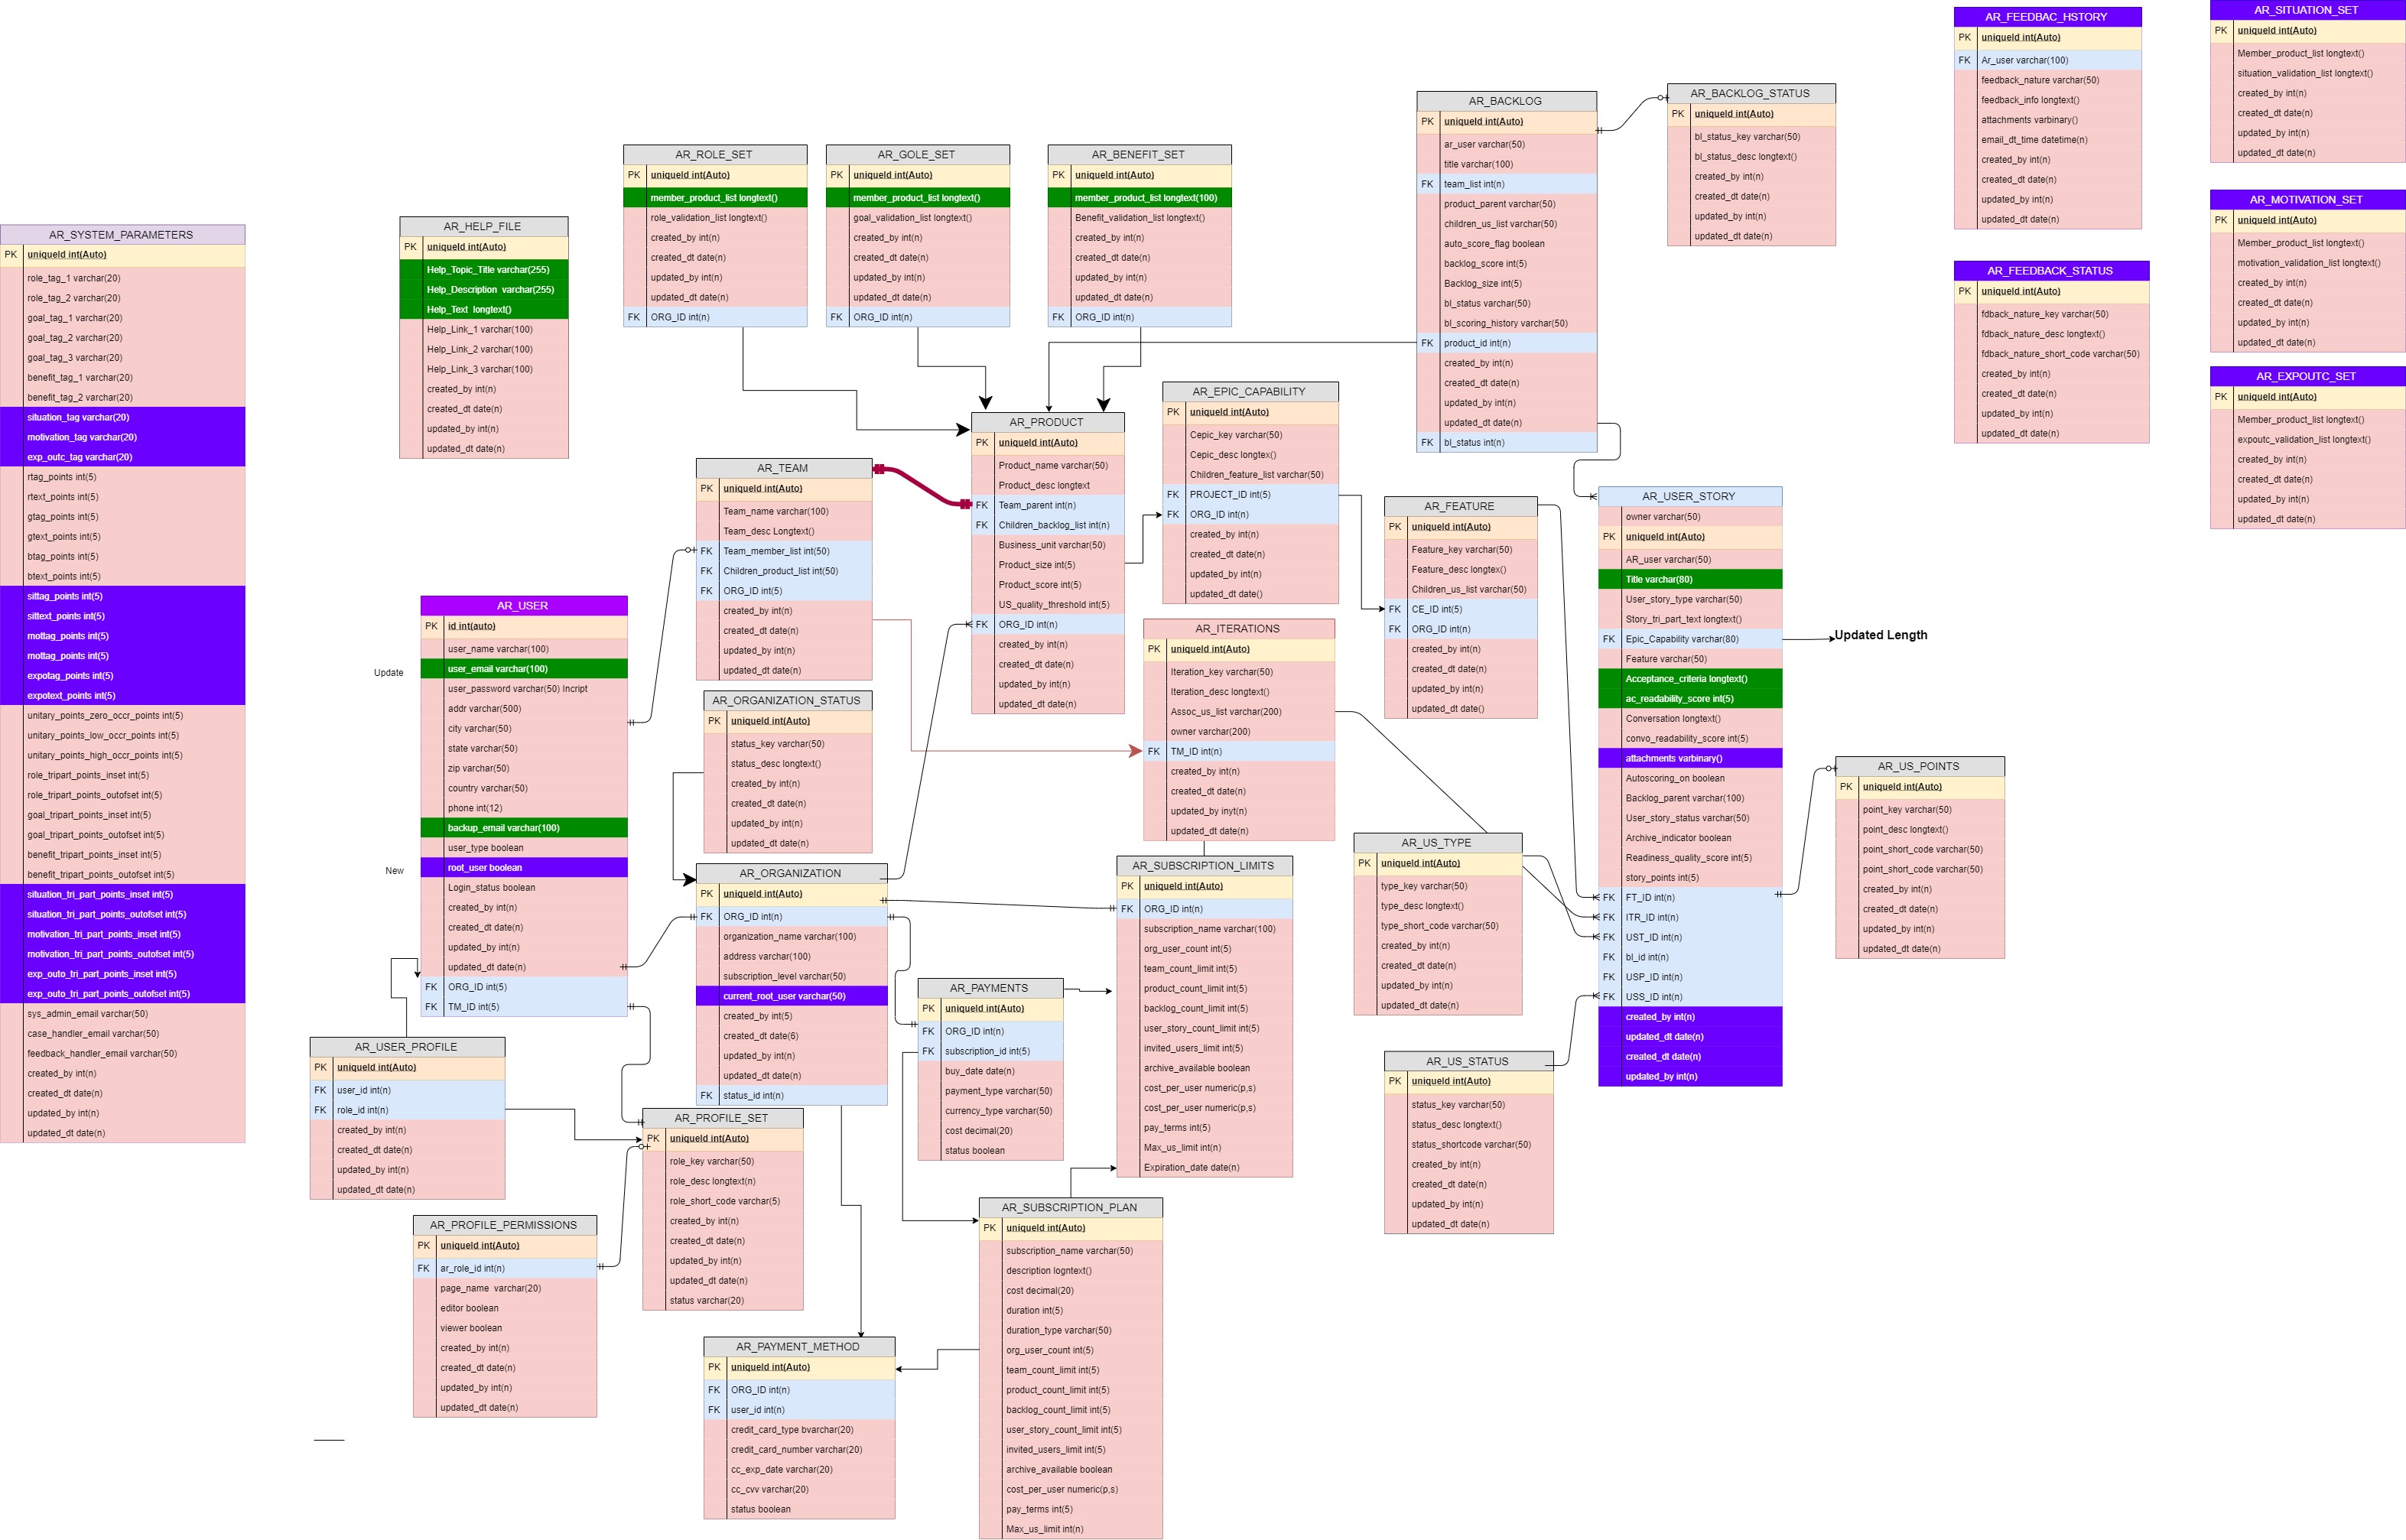 AR_SYSTEM_PARAMETERS
PK uniqueId int(Auto)
role_tag_1 varchar(20)
role_tag_2 varchar(20)
goal_tag_1 varchar(20)
goal_tag_2 varchar(20)
goal_tag_3 varchar(20)
benefit_tag_1 varchar(20)
benefit_tag_2 varchar(20)
situation_tag varchar(20)
motivation_tag varchar(20)
exp_outc_tag varchar(20)
rtag_points int(5)
rtext_points int(5)
gtag_points int(5)
gtext_points int(5)
btag_points int(5)
btext_points int(5)
sittag_points int(5)
sittext_points int(5)
mottag_points int(5)
mottag_points int(5)
expotag_points int(5)
expotext_points int(5)
unitary_points_zero_occr_points int(5)
unitary_points_low_occr_points int(5)
unitary_points_high_occr_points int(5)
role_tripart_points_inset int(5)
role_tripart_points_outofset int(5)
goal_tripart_points_inset int(5)
goal_tripart_points_outofset int(5)
benefit_tripart_points_inset int(5)
benefit_tripart_points_outofset int(5)
situation_tri_part_points_inset int(5)
situation_tri_part_points_outofset int(5)
motivation_tri_part_points_inset int(5)
motivation_tri_part_points_outofset int(5)
exp_outo_tri_part_points_inset int(5)
exp_outo_tri_part_points_outofset int(5)
sys_admin_email varchar(50)
case_handler_email varchar(50)
feedback_handler_email varchar(50)
created_by int(n)
created_dt date(n)
updated_by int(n)
updated_dt date(n)
AR_HELP_FILE
PK uniqueId int(Auto)
Help_Topic_Title varchar(255)
Help_Description varchar(255)
Help_Text longtext()
Help_Link_1 varchar(100)
Help_Link_2 varchar(100)
Help_Link_3 varchar(100)
created_by int(n)
created_dt date(n)
updated_by int(n)
updated_dt date(n)
AR_ROLE_SET
PK uniqueId int(Auto)
member_product_list longtext()
role_validation_list longtext()
created_by int(n)
created_dt date(n)
updated_by int(n)
updated_dt date(n)
FK ORG_ID int(n)
AR_GOLE_SET
PK uniqueId int(Auto)
member_product_list longtext()
goal_validation_list longtext()
created_by int(n)
created_dt date(n)
updated_by int(n)
updated_dt date(n)
FK ORG_ID int(n)
AR_BENEFIT_SET
PK uniqueId int(Auto)
member_product_list longtext(100)
Benefit_validation_list longtext()
created_by int(n)
created_dt date(n)
updated_by int(n)
updated_dt date(n)
FK ORG_ID int(n)
AR_BACKLOG
PK uniqueId int(Auto)
ar_user varchar(50)
title varchar(100)
FK team_list int(n)
product_parent varchar(50)
children_us_list varchar(50)
auto_score_flag boolean
backlog_score int(5)
Backlog_size int(5)
bl_status varchar(50)
bl_scoring_history varchar(50)
FK product_id int(n)
created_by int(n)
created_dt date(n)
updated_by int(n)
updated_dt date(n)
FK bl_status int(n)
AR_BACKLOG_STATUS
PK uniqueId int(Auto)
bl_status_key varchar(50)
bl_status_desc longtext()
created_by int(n)
created_dt date(n)
updated_by int(n)
updated_dt date(n)
AR_FEEDBAC_HSTORY
PK uniqueId int(Auto)
FK Ar_user varchar(100)
feedback_nature varchar(50)
feedback_info longtext()
attachments varbinary()
email_dt_time datetime(n)
created_by int(n)
created_dt date(n)
updated_by int(n)
updated_dt date(n)
AR_FEEDBACK_STATUS
PK uniqueId int(Auto)
fdback_nature_key varchar(50)
fdback_nature_desc longtext()
fdback_nature_short_code varchar(50)
created_by int(n)
created_dt date(n)
updated_by int(n)
updated_dt date(n)
AR_SITUATION_SET
PK uniqueId int(Auto)
Member_product_list longtext()
situation_validation_list longtext()
created_by int(n)
created_dt date(n)
updated_by int(n)
updated_dt date(n)
AR_MOTIVATION_SET
PK uniqueId int(Auto)
Member_product_list longtext()
motivation_validation_list longtext()
created_by int(n)
created_dt date(n)
updated_by int(n)
updated_dt date(n)
AR_EXPOUTC_SET
PK uniqueId int(Auto)
Member_product_list longtext()
expoutc_validation_list longtext()
created_by int(n)
created_dt date(n)
updated_by int(n)
updated_dt date(n)
AR_TEAM
PK uniqueId int(Auto)
Team_name varchar(100)
Team_desc Longtext()
FK Team_member_list int(50)
FK Children_product_list int(50)
FK ORG_ID int(5)
created_by int(n)
created_dt date(n)
updated_by int(n)
updated_dt date(n)
AR_PRODUCT
PK uniqueId int(Auto)
Product_name varchar(50)
Product_desc longtext
FK Team_parent int(n)
FK Children_backlog_list int(n)
Business_unit varchar(50)
Product_size int(5)
Product_score int(5)
US_quality_threshold int(5)
FK ORG_ID int(n)
created_by int(n)
created_dt date(n)
updated_by int(n)
updated_dt date(n)
AR_EPIC_CAPABILITY
PK uniqueId int(Auto)
Cepic_key varchar(50)
Cepic_desc longtex()
Children_feature_list varchar(50)
FK PROJECT_ID int(5)
FK ORG_ID int(n)
created_by int(n)
created_dt date(n)
updated_by int(n)
updated_dt date()
AR_FEATURE
PK uniqueId int(Auto)
Feature_key varchar(50)
Feature_desc longtex()
Children_us_list varchar(50)
FK CE_ID int(5)
FK ORG_ID int(n)
created_by int(n)
created_dt date(n)
updated_by int(n)
updated_dt date()
AR_USER_STORY
owner varchar(50)
PK uniqueId int(Auto)
AR_user varchar(50)
Title varchar(80)
User_story_type varchar(50)
Story_tri_part_text longtext()
FK Epic_Capability varchar(80)
Updated Length
Feature varchar(50)
Acceptance_criteria longtext()
ac_readability_score int(5)
Conversation longtext()
convo_readability_score int(5)
attachments varbinary()
Autoscoring_on boolean
Backlog_parent varchar(100)
User_story_status varchar(50)
Archive_indicator boolean
Readiness_quality_score int(5)
story_points int(5)
FK FT_ID int(n)
FK ITR_ID int(n)
FK UST_ID int(n)
FK bl_id int(n)
FK USP_ID int(n)
FK USS_ID int(n)
created_by int(n)
updated_dt date(n)
created_dt date(n)
updated_by int(n)
AR_US_POINTS
PK uniqueId int(Auto)
point_key varchar(50)
point_desc longtext()
point_short_code varchar(50)
point_short_code varchar(50)
created_by int(n)
created_dt date(n)
updated_by int(n)
updated_dt date(n)
AR_USER
PK id int(auto)
user_name varchar(100)
Update
user_email varchar(100)
user_password varchar(50) Incript
addr varchar(500)
city varchar(50)
state varchar(50)
zip varchar(50)
country varchar(50)
phone int(12)
backup_email varchar(100)
user_type boolean
New
root_user boolean
Login_status boolean
created_by int(n)
created_dt date(n)
updated_by int(n)
updated_dt date(n)
FK ORG_ID int(5)
FK TM_ID int(5)
AR_ORGANIZATION_STATUS
PK uniqueId int(Auto)
status_key varchar(50)
status_desc longtext()
created_by int(n)
created_dt date(n)
updated_by int(n)
updated_dt date(n)
AR_ITERATIONS
PK uniqueId int(Auto)
Iteration_key varchar(50)
Iteration_desc longtext()
Assoc_us_list varchar(200)
owner varchar(200)
FK TM_ID int(n)
created_by int(n)
created_dt date(n)
updated_by inyt(n)
updated_dt date(n)
AR_ORGANIZATION
PK uniqueId int(Auto)
FK ORG_ID int(n)
organization_name varchar(100)
address varchar(100)
subscription_level varchar(50)
current_root_user varchar(50)
created_by int(5)
created_dt date(6)
updated_by int(n)
updated_dt date(n)
FK status_id int(n)
AR_SUBSCRIPTION_LIMITS
PK uniqueId int(Auto)
FK ORG_ID int(n)
subscription_name varchar(100)
org_user_count int(5)
team_count_limit int(5)
product_count_limit int(5)
backlog_count_limit int(5)
user_story_count_limit int(5)
invited_users_limit int(5)
archive_available boolean
cost_per_user numeric(p,s)
cost_per_user numeric(p,s)
pay_terms int(5)
Max_us_limit int(n)
Expiration_date date(n)
AR_US_TYPE
PK uniqueId int(Auto)
type_key varchar(50)
type_desc longtext()
type_short_code varchar(50)
created_by int(n)
created_dt date(n)
updated_by int(n)
updated_dt date(n)
AR_US_STATUS
PK uniqueId int(Auto)
status_key varchar(50)
status_desc longtext()
status_shortcode varchar(50)
created_by int(n)
created_dt date(n)
updated_by int(n)
updated_dt date(n)
AR_PAYMENTS
PK uniqueId int(Auto)
FK ORG_ID int(n)
FK subscription_id int(5)
buy_date date(n)
payment_type varchar(50)
currency_type varchar(50)
cost decimal(20)
status boolean
AR_USER_PROFILE
PK uniqueId int(Auto)
FK user_id int(n)
FK role_id int(n)
created_by int(n)
created_dt date(n)
updated_by int(n)
updated_dt date(n)
AR_PROFILE_SET
PK uniqueId int(Auto)
role_key varchar(50)
role_desc longtext(n)
role_short_code varchar(5)
created_by int(n)
created_dt date(n)
updated_by int(n)
updated_dt date(n)
status varchar(20)
AR_PROFILE_PERMISSIONS
PK uniqueId int(Auto)
FK ar_role_id int(n)
page_name varchar(20)
editor boolean
viewer boolean
created_by int(n)
created_dt date(n)
updated_by int(n)
updated_dt date(n)
AR_SUBSCRIPTION_PLAN
PK uniqueId int(Auto)
subscription_name varchar(50)
description logntext()
cost decimal(20)
duration int(5)
duration_type varchar(50)
org_user_count int(5)
team_count_limit int(5)
product_count_limit int(5)
backlog_count_limit int(5)
user_story_count_limit int(5)
invited_users_limit int(5)
archive_available boolean
cost_per_user numeric(p,s)
pay_terms int(5)
Max_us_limit int(n)
AR_PAYMENT_METHOD
PK uniqueId int(Auto)
FK ORG_ID int(n)
FK user_id int(n)
credit_card_type bvarchar(20)
credit_card_number varchar(20)
cc_exp_date varchar(20)
cc_cvv varchar(20)
status boolean